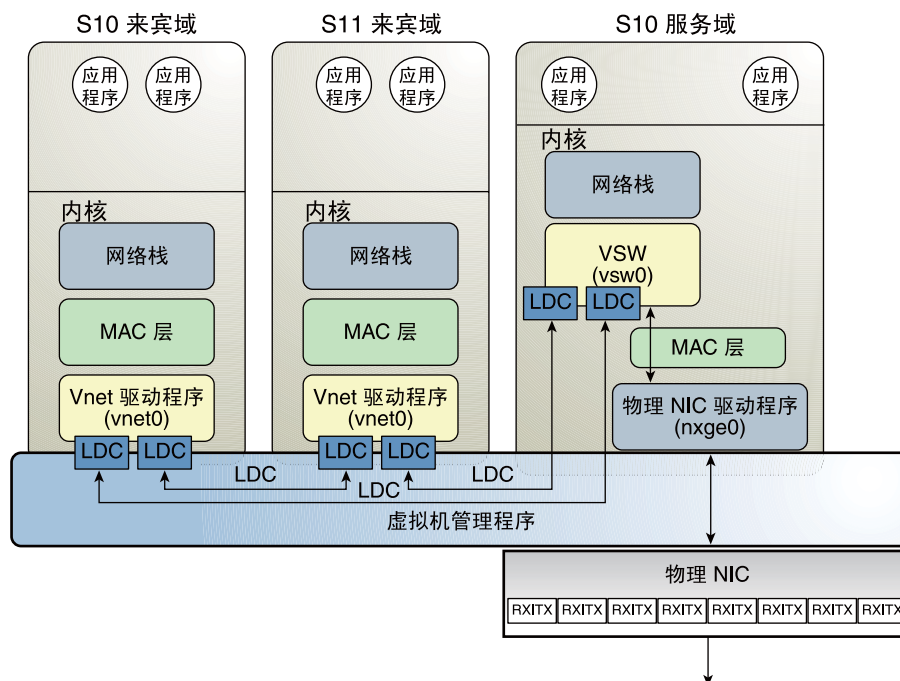 S10 来宾域
应用
程序
应用
程序
内核
网络栈
MAC 层
Vnet 驱动程序
(vnet0)
LDC
LDC
S11 来宾域
应用
程序
应用
程序
内核
网络栈
MAC 层
Vnet 驱动程序
(vnet0)
LDC
LDC
S10 服务域
应用
程序
应用
程序
内核
网络栈
VSW
(vsw0)
LDC
LDC
MAC 层
物理 NIC 驱动程序
(nxge0)
LDC
LDC
LDC
虚拟机管理程序
物理 NIC
RXITX
RXITX
RXITX
RXITX
RXITX
RXITX
RXITX
RXITX